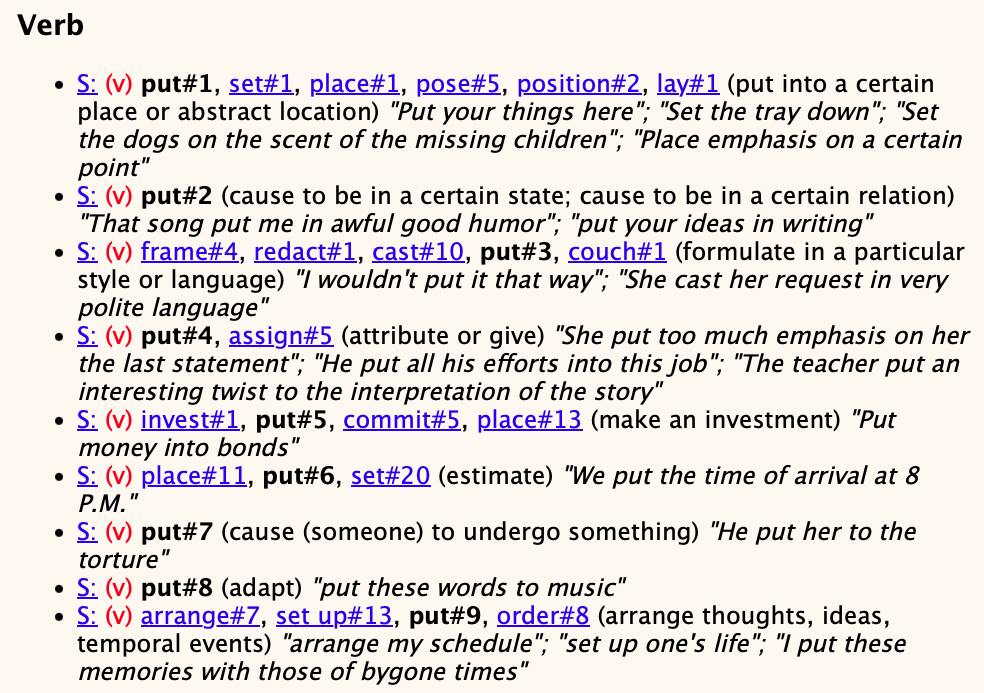 Verb
• S: (v) put#1, set#1, place#1, pose#5, position#2, lay#1 (put into a certain
place or abstract location) "Put your things here"; "Set the tray down"; "Set
the dogs on the scent of the missing children"; "Place emphasis on a certain
point"
• S: (v) put#2 (cause to be in a certain state; cause to be in a certain relation)
"That song put me in awful good humor"; "put your ideas in writing"
• S: (v) frame#4, redact#1, cast#10, put#3, couch#1 (formulate in a particular
style or language) "I wouldn't put it that way"; "She cast her request in very
polite language"
• S: (v) put#4, assign#5 (attribute or give) "She put too much emphasis on her
the last statement"; "He put all his efforts into this job"; "The teacher put an
interesting twist to the interpretation of the story"
• S: (v) invest#1, put#5, commit#5, place#13 (make an investment) "Put
money into bonds"
• S: (v) place#11, put#6, set#20 (estimate) "We put the time of arrival at 8
P.M."
• S: (v) put#7 (cause (someone) to undergo something) "He put her to the
torture"
• S: (v) put#8 (adapt) "put these words to music"
• S: (v) arrange#7, set up#13, put#9, order#8 (arrange thoughts, ideas,
temporal events) "arrange my schedule"; "set up one's life"; "I put these
memories with those of bygone times"